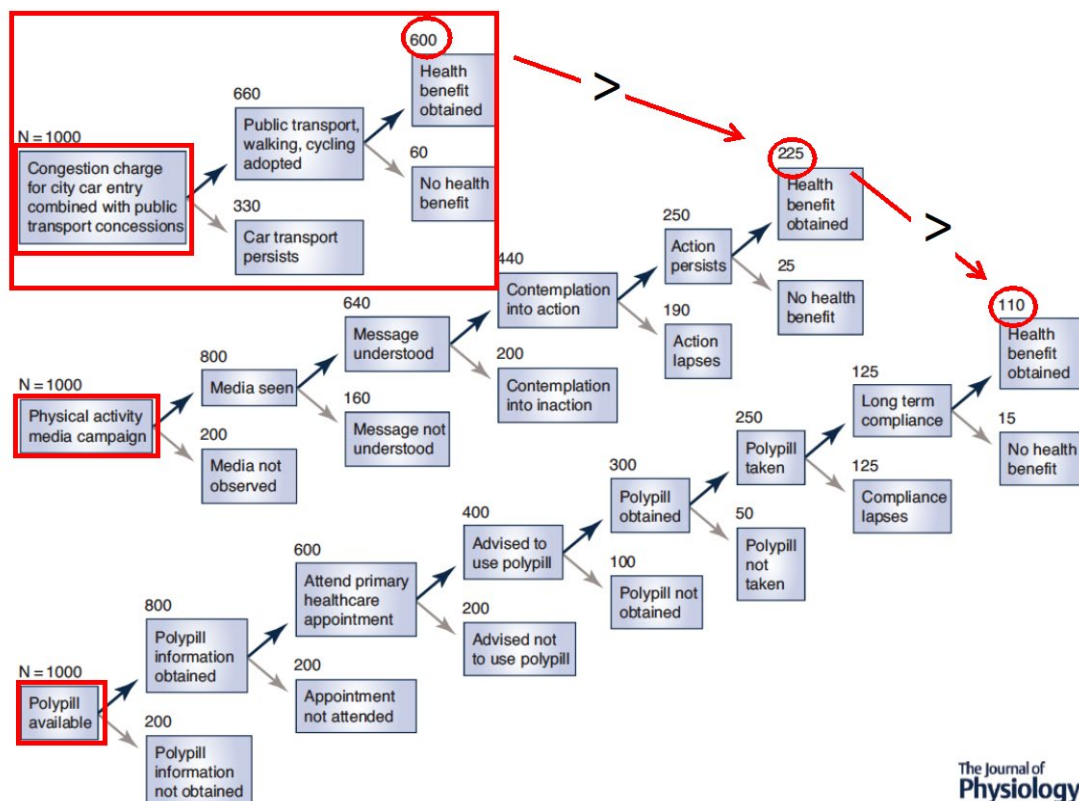 N = 1000
Congestion charge
for city car entry
combined with public
transport concessions
660
Public transport,
walking, cycling
adopted
330
Car transport
persists
600
Health
benefit
obtained
60
No health
benefit
>
>
N = 1000
Physical activity
media campaign
800
Media seen
200
Media not
observed
640
Message
understood
160
Message not
understood
440
Contemplation
into action
200
Contemplation
into inaction
250
Action
persists
190
Action
lapses
225
Health
benefit
obtained
25
No health
benefit
N = 1000
Polypill
available
800
Polypill
information
obtained
200
Polypill
information
not obtained
600
Attend primary
healthcare
appointment
200
Appointment
not attended
400
Advised to
use polypill
200
Advised not
to use polypill
300
Polypill
obtained
100
Polypill not
obtained
250
Polypill
taken
50
Polypill
not
taken
125
Long term
compliance
125
Compliance
lapses
110
Health
benefit
obtained
15
No health
benefit
The Journal of
Physiology